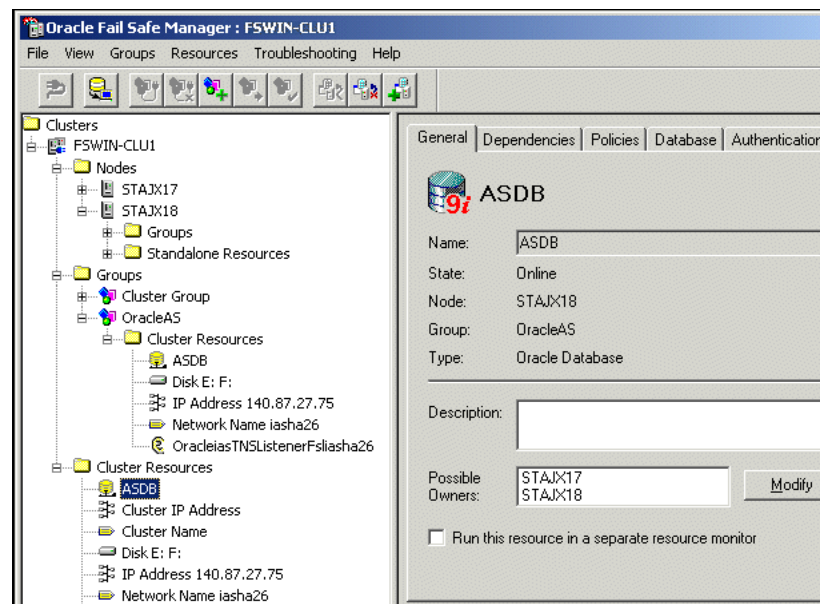 Oracle Fail Safe Manager : FSWIN-CLU1
File View Groups Resources Troubleshooting Help
Clusters
FSWIN-CLU1
Nodes
STAJX17
STAJX18
Groups
Standalone Resources
Groups
Cluster Group
OracleAS
Cluster Resources
ASDB
Disk E: F:
IP Address 140.87.27.75
Network Name iasha26
OracleiasTNSListenerFsliasha26
Cluster Resources
ASDB
Cluster IP Address
Cluster Name
Disk E: F:
IP Address 140.87.27.75
Network Name iasha26
General Dependencies Policies Database Authentication
9i ASDB
Name: ASDB
State: Online
Node: STAJX18
Group: OracleAS
Type: Oracle Database
Description:
Possible Owners:
STAJX17
STAJX18
Modify
Run this resource in a separate resource monitor